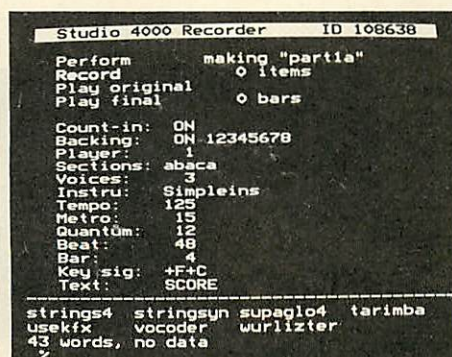 Studio 4000 Recorder ID 108638
Perform making "part1a"
Record 0 items
Play original
Play final 0 bars
Count-in: ON
Backing: ON 12345678
Player: 1
Sections: abaca
Voices: 3
Instru: Simpleins
Tempo: 125
Metro: 15
Quantum: 12
Beat: 48
Bar: 4
Key sig: +F+C
Text: SCORE
strings4 stringsyn supaglo4 tarimba
usekfx vocoder wurlizter
43 words, no data
%